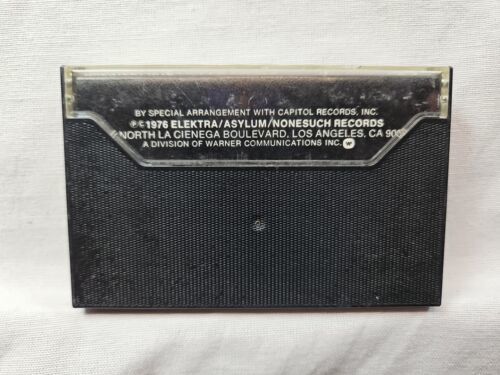 BY SPECIAL ARRANGEMENT WITH CAPITOL RECORDS, INC.
℗©1976 ELEKTRA/ASYLUM/NONESUCH RECORDS
NORTH LA CIENEGA BOULEVARD, LOS ANGELES, CA
A DIVISION OF WARNER COMMUNICATIONS INC.